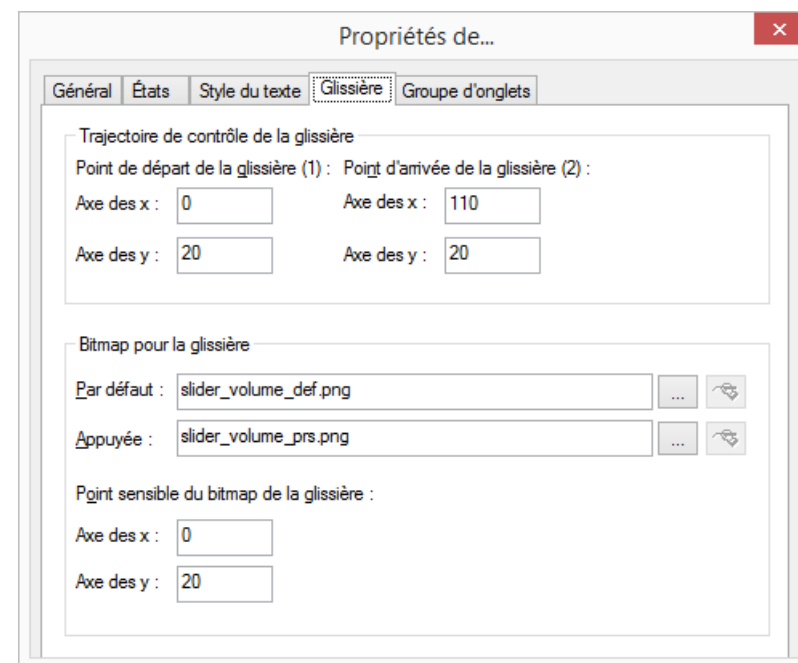 Propriétés de...
Général États Style du texte Glissière Groupe d'onglets
Trajectoire de contrôle de la glissière
Point de départ de la glissière (1) : Point d'arrivée de la glissière (2) :
Axe des x : 0 Axe des x : 110
Axe des y : 20 Axe des y : 20
Bitmap pour la glissière
Par défaut : slider_volume_def.png ...
Appuyée : slider_volume_prs.png ...
Point sensible du bitmap de la glissière :
Axe des x : 0
Axe des y : 20